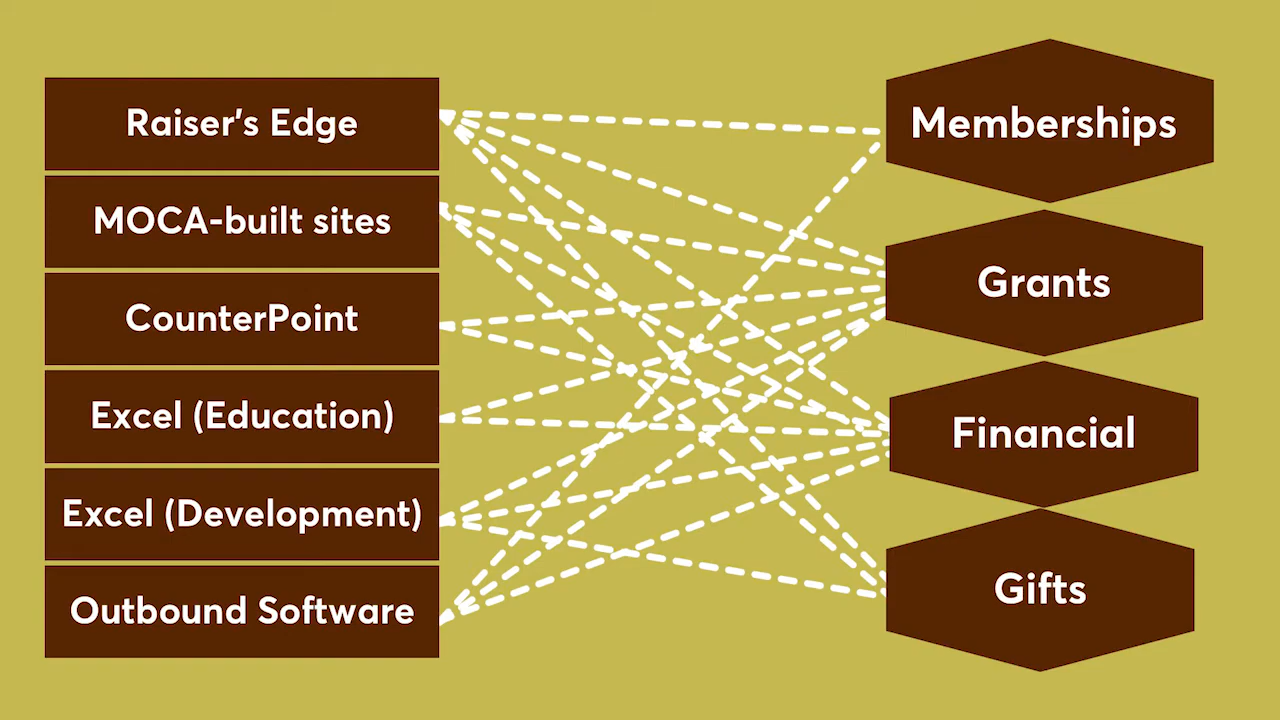 Raiser's Edge
MOCA-built sites
CounterPoint
Excel (Education)
Excel (Development)
Outbound Software
Memberships
Grants
Financial
Gifts